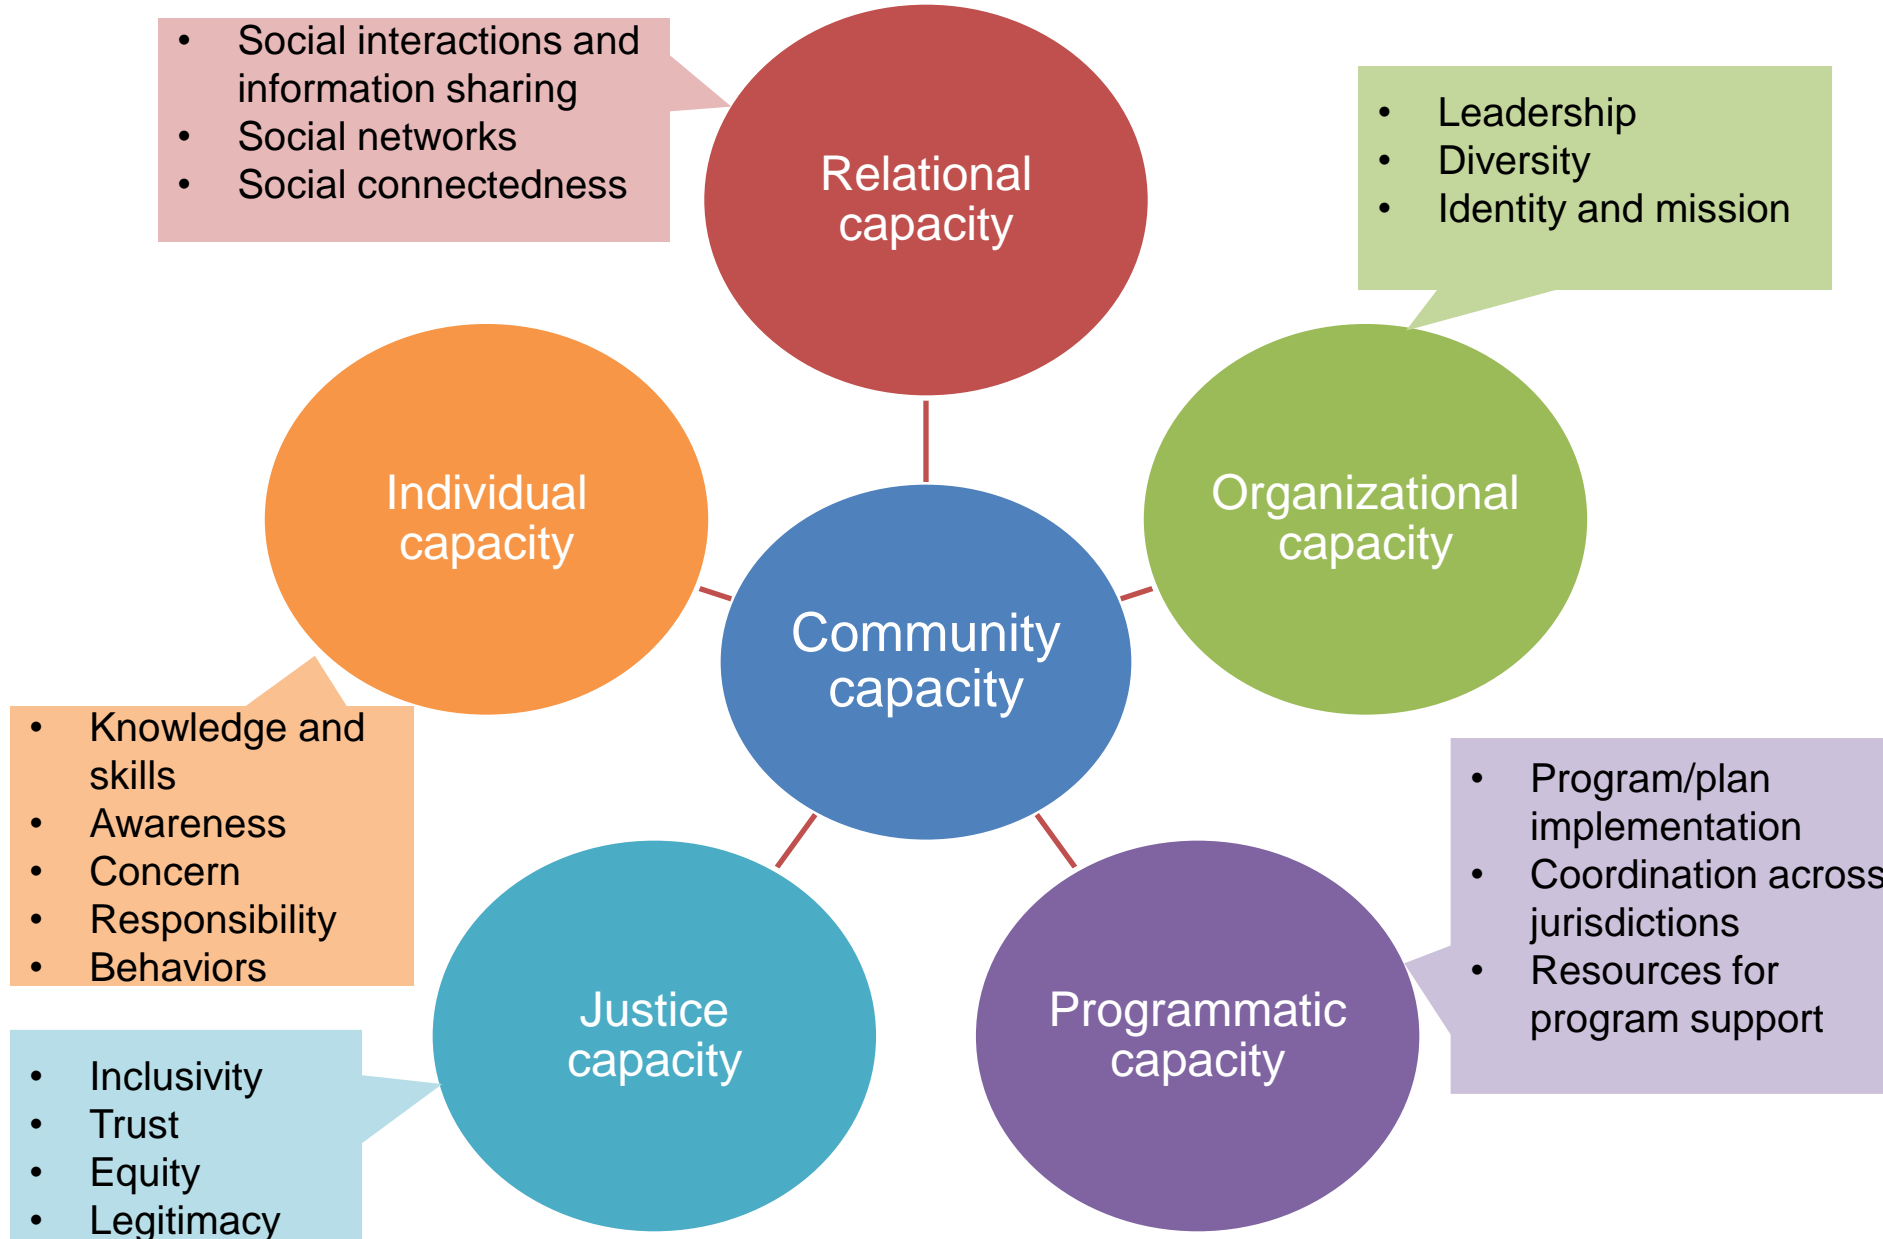 • Social interactions and
information sharing
• Social networks
• Social connectedness
Relational
capacity
• Leadership
• Diversity
• Identity and mission
Individual
capacity
Organizational
capacity
Community
capacity
• Knowledge and
skills
• Awareness
• Concern
• Responsibility
• Behaviors
• Program/plan
implementation
• Coordination across
jurisdictions
• Resources for
program support
Justice
capacity
Programmatic
capacity
• Inclusivity
• Trust
• Equity
• Legitimacy